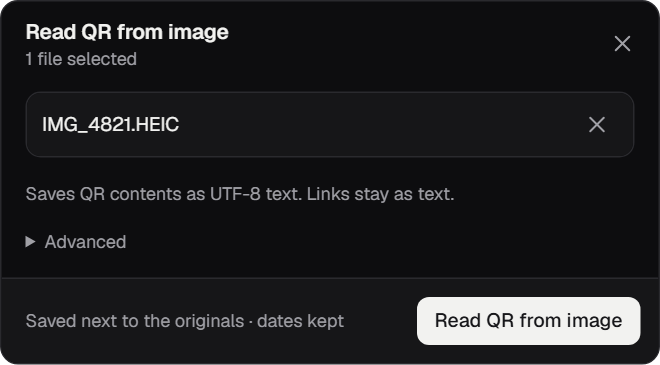 Read QR from image
1 file selected
IMG_4821.HEIC
Saves QR contents as UTF-8 text. Links stay as text.
Advanced
Saved next to the originals · dates kept
Read QR from image